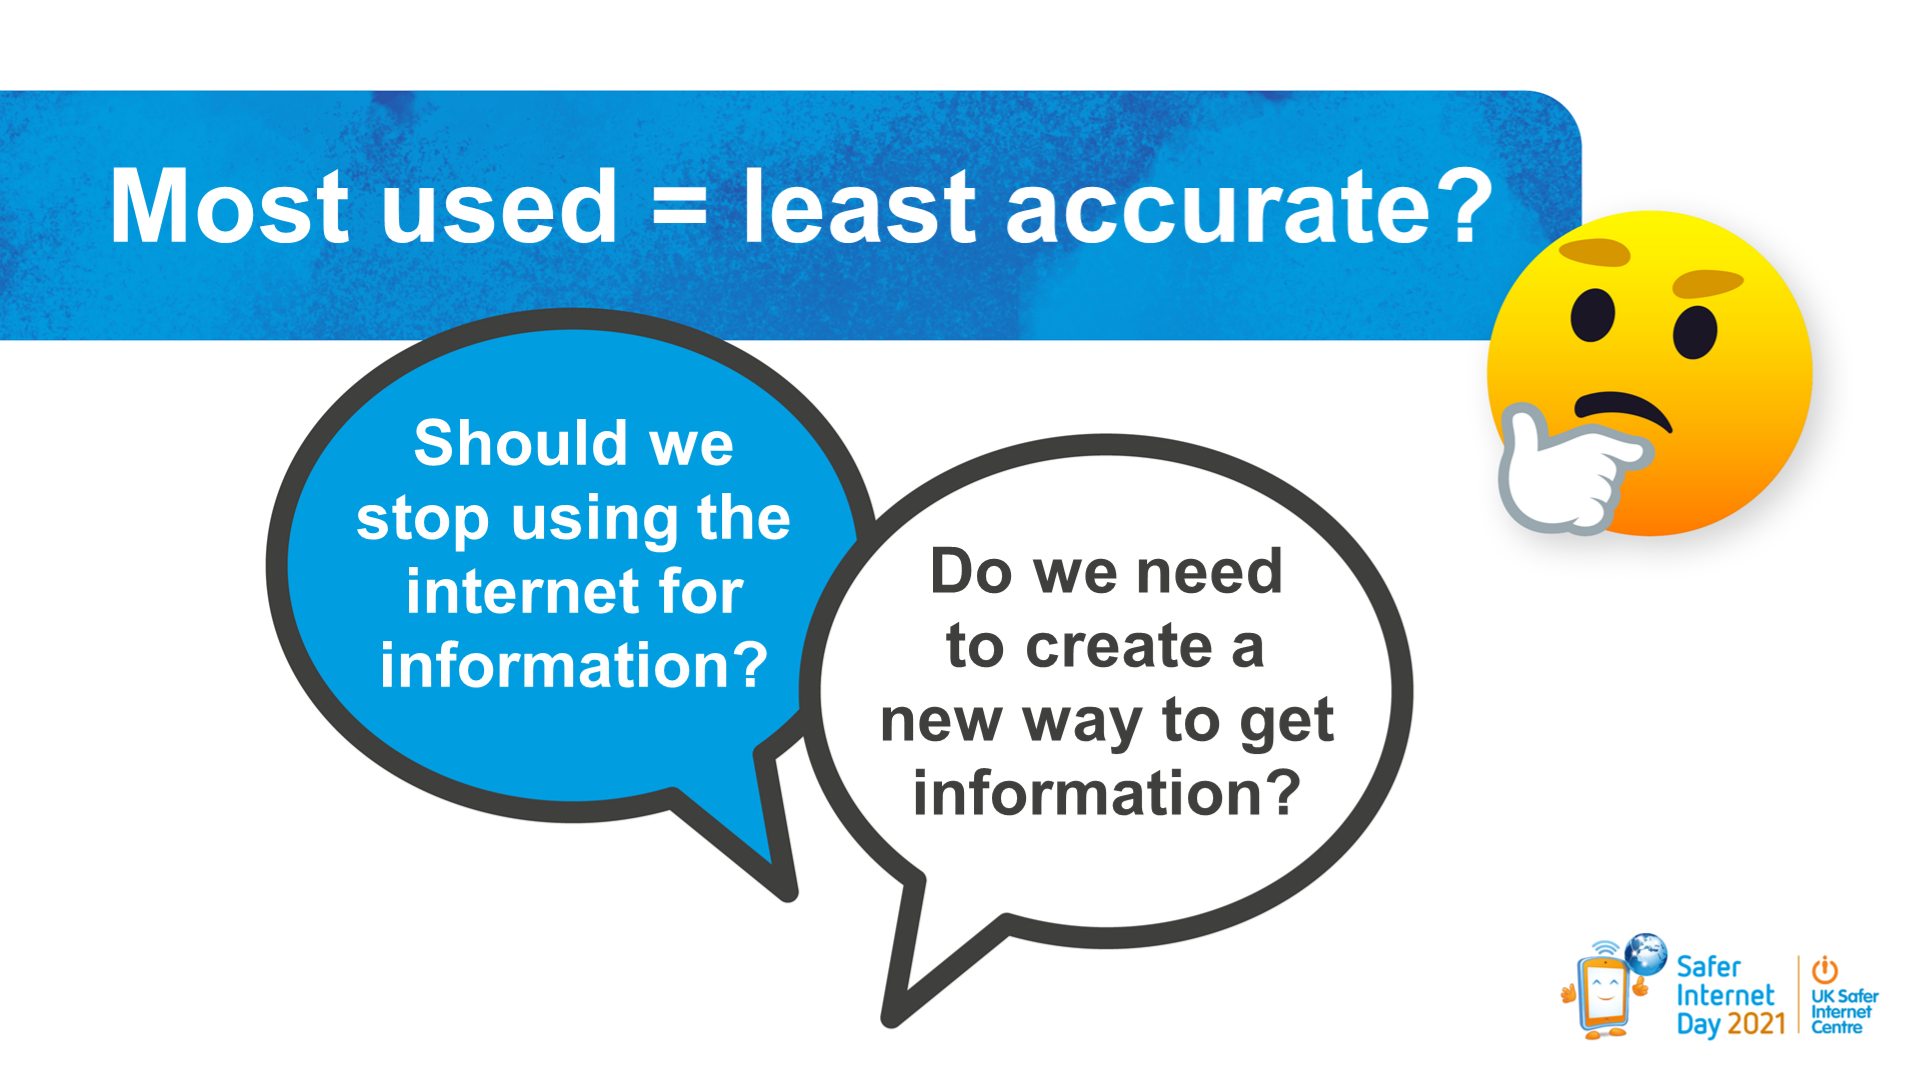 Most used = least accurate?
Should we
stop using the
internet for
information?
Do we need
to create a
new way to get
information?
Safer
Internet
Day 2021
UK Safer
Internet
Centre